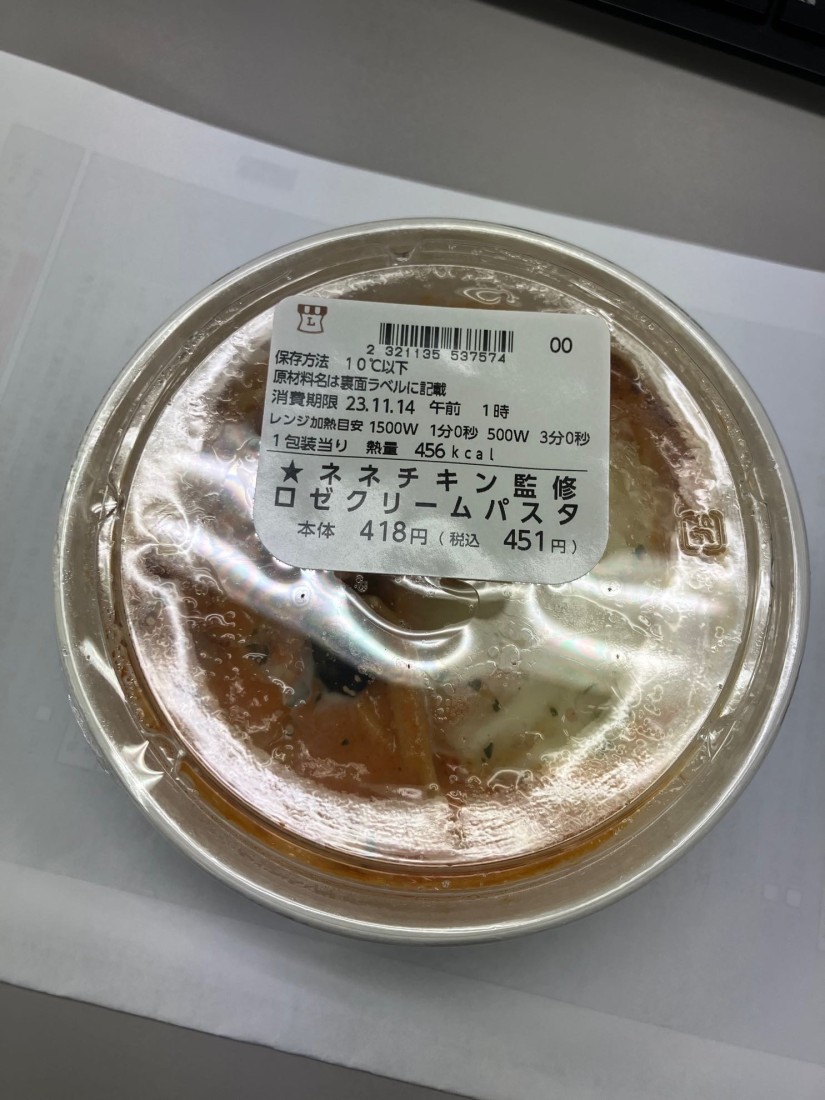 L
00
2 321135 537574
保存方法 10℃以下
原材料名は裏面ラベルに記載
消費期限 23.11.14 午前 1時
レンジ加熱目安 1500W 1分0秒 500W 3分0秒
1包装当り 熱量 456kcal
★ネネチキン監修
ロゼクリームパスタ
本体 418円(税込 451円)
プラ